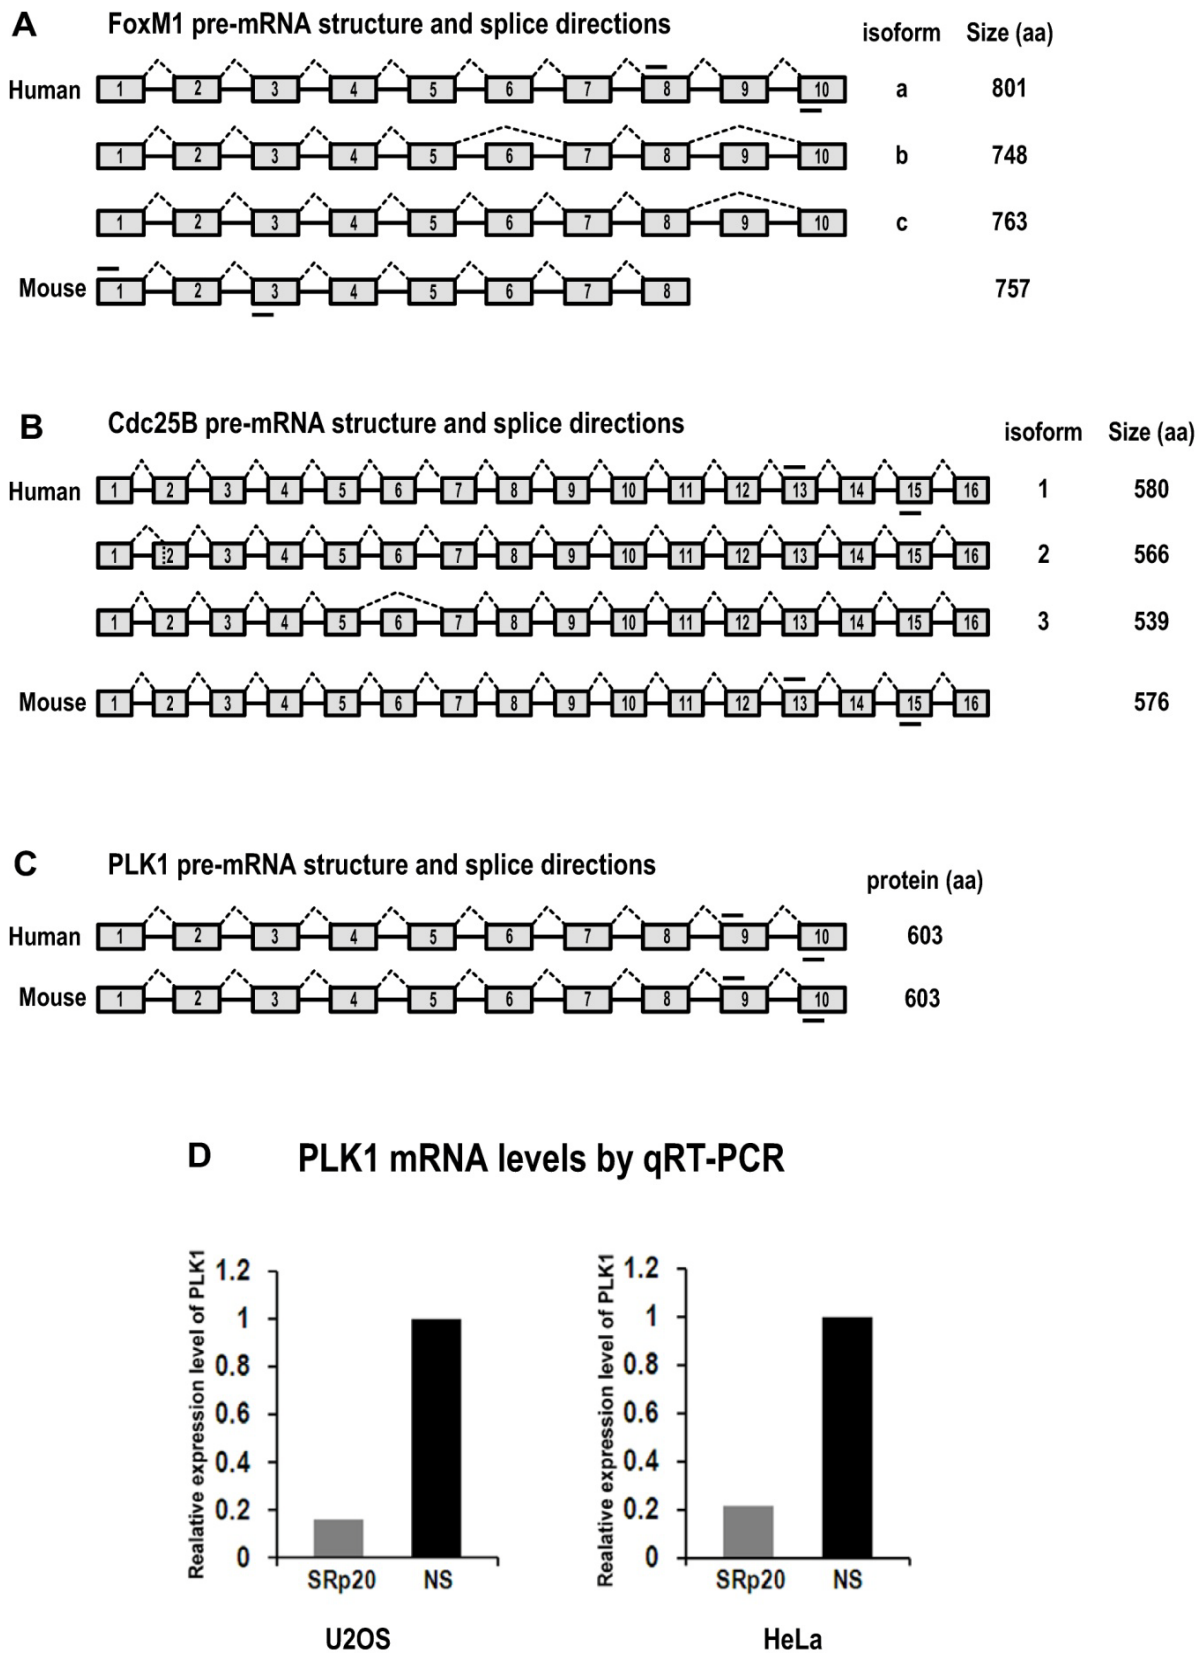 A FoxM1 pre-mRNA structure and splice directions isoform Size (aa)
Human 1 2 3 4 5 6 7 8 9 10 a 801
1 2 3 4 5 6 7 8 9 10 b 748
1 2 3 4 5 6 7 8 9 10 c 763
Mouse 1 2 3 4 5 6 7 8 757
B Cdc25B pre-mRNA structure and splice directions isoform Size (aa)
Human 1 2 3 4 5 6 7 8 9 10 11 12 13 14 15 16 1 580
1 2 3 4 5 6 7 8 9 10 11 12 13 14 15 16 2 566
1 2 3 4 5 6 7 8 9 10 11 12 13 14 15 16 3 539
Mouse 1 2 3 4 5 6 7 8 9 10 11 12 13 14 15 16 576
C PLK1 pre-mRNA structure and splice directions protein (aa)
Human 1 2 3 4 5 6 7 8 9 10 603
Mouse 1 2 3 4 5 6 7 8 9 10 603
D PLK1 mRNA levels by qRT-PCR
Realative expression level of PLK1
1.2
1
0.8
0.6
0.4
0.2
0
SRp20 NS
U2OS
Realative expression level of PLK1
1.2
1
0.8
0.6
0.4
0.2
0
SRp20 NS
HeLa